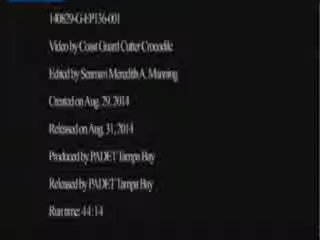 140829-G-EP136-001
Video by Coast Guard Cutter Crocodile
Edited by Seaman Meredith A. Manning
Created on Aug. 29, 2014
Released on Aug. 31, 2014
Produced by PADET Tampa Bay
Released by PADET Tampa Bay
Run time: 44:14